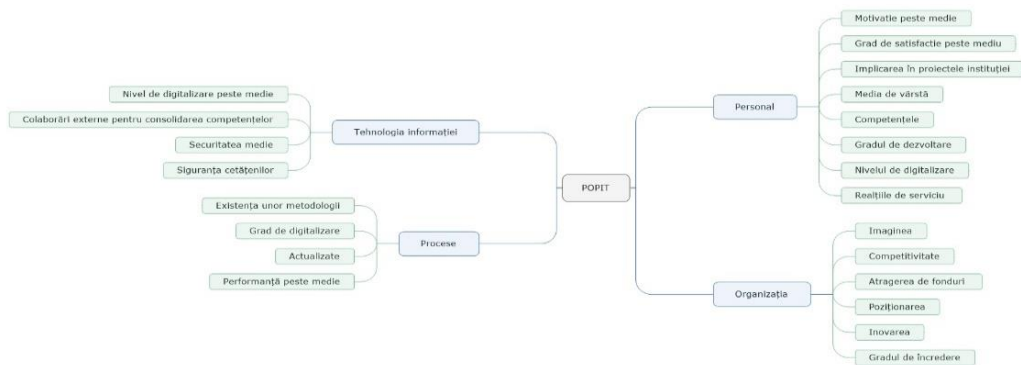 POPIT
Tehnologia informației
Nivel de digitalizare peste medie
Colaborări externe pentru consolidarea competențelor
Securitatea medie
Siguranța cetățenilor
Procese
Existența unor metodologii
Grad de digitalizare
Actualizate
Performanță peste medie
Personal
Motivatie peste medie
Grad de satisfactie peste mediu
Implicarea în proiectele instituției
Media de vârstă
Competențele
Gradul de dezvoltare
Nivelul de digitalizare
Realțiile de serviciu
Organizația
Imaginea
Competitivitate
Atragerea de fonduri
Poziționarea
Inovarea
Gradul de încredere